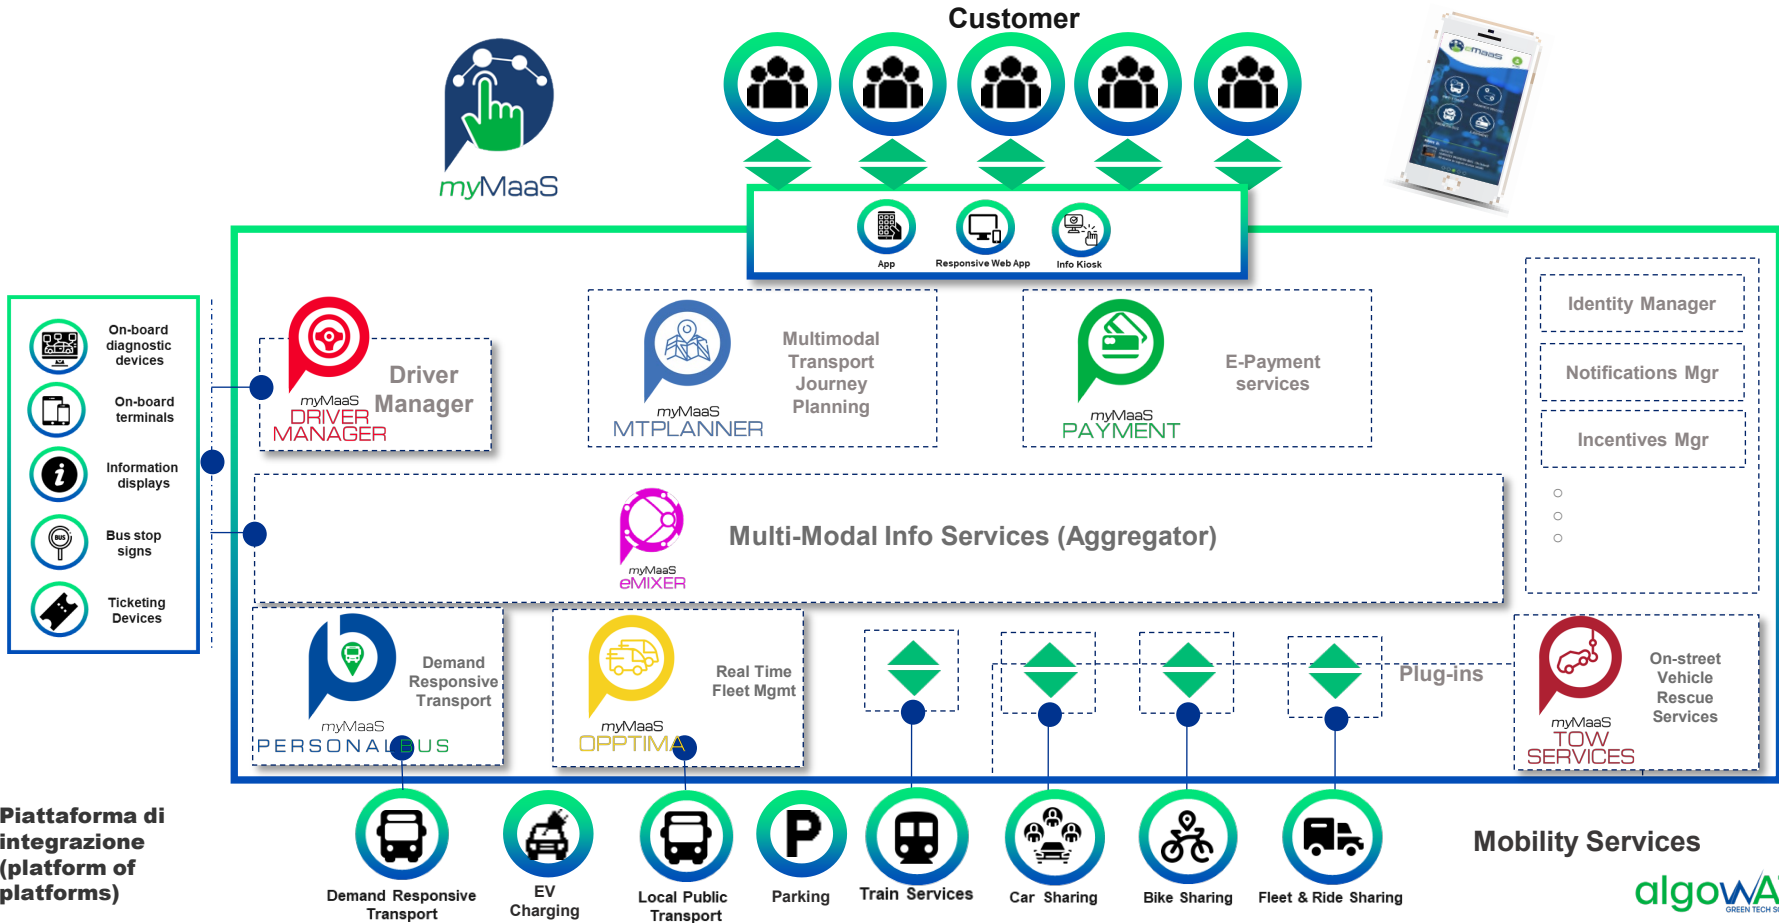 Customer
myMaaS
eMaaS
App
Responsive Web App
Info Kiosk
On-board
diagnostic
devices
On-board
terminals
Information
displays
BUS
Bus stop
signs
Ticketing
Devices
myMaaS
DRIVER
MANAGER
Driver
Manager
myMaaS
MTPLANNER
Multimodal
Transport
Journey
Planning
myMaaS
PAYMENT
E-Payment
services
Identity Manager
Notifications Mgr
Incentives Mgr
myMaaS
eMIXER
Multi-Modal Info Services (Aggregator)
myMaaS
PERSONALBUS
Demand
Responsive
Transport
myMaaS
OPPTIMA
Real Time
Fleet Mgmt
Plug-ins
myMaaS
TOW
SERVICES
On-street
Vehicle
Rescue
Services
Piattaforma di
integrazione
(platform of
platforms)
Demand Responsive
Transport
EV
Charging
Local Public
Transport
P
Parking
Train Services
Car Sharing
Bike Sharing
Fleet & Ride Sharing
Mobility Services
algoWA
GREEN TECH